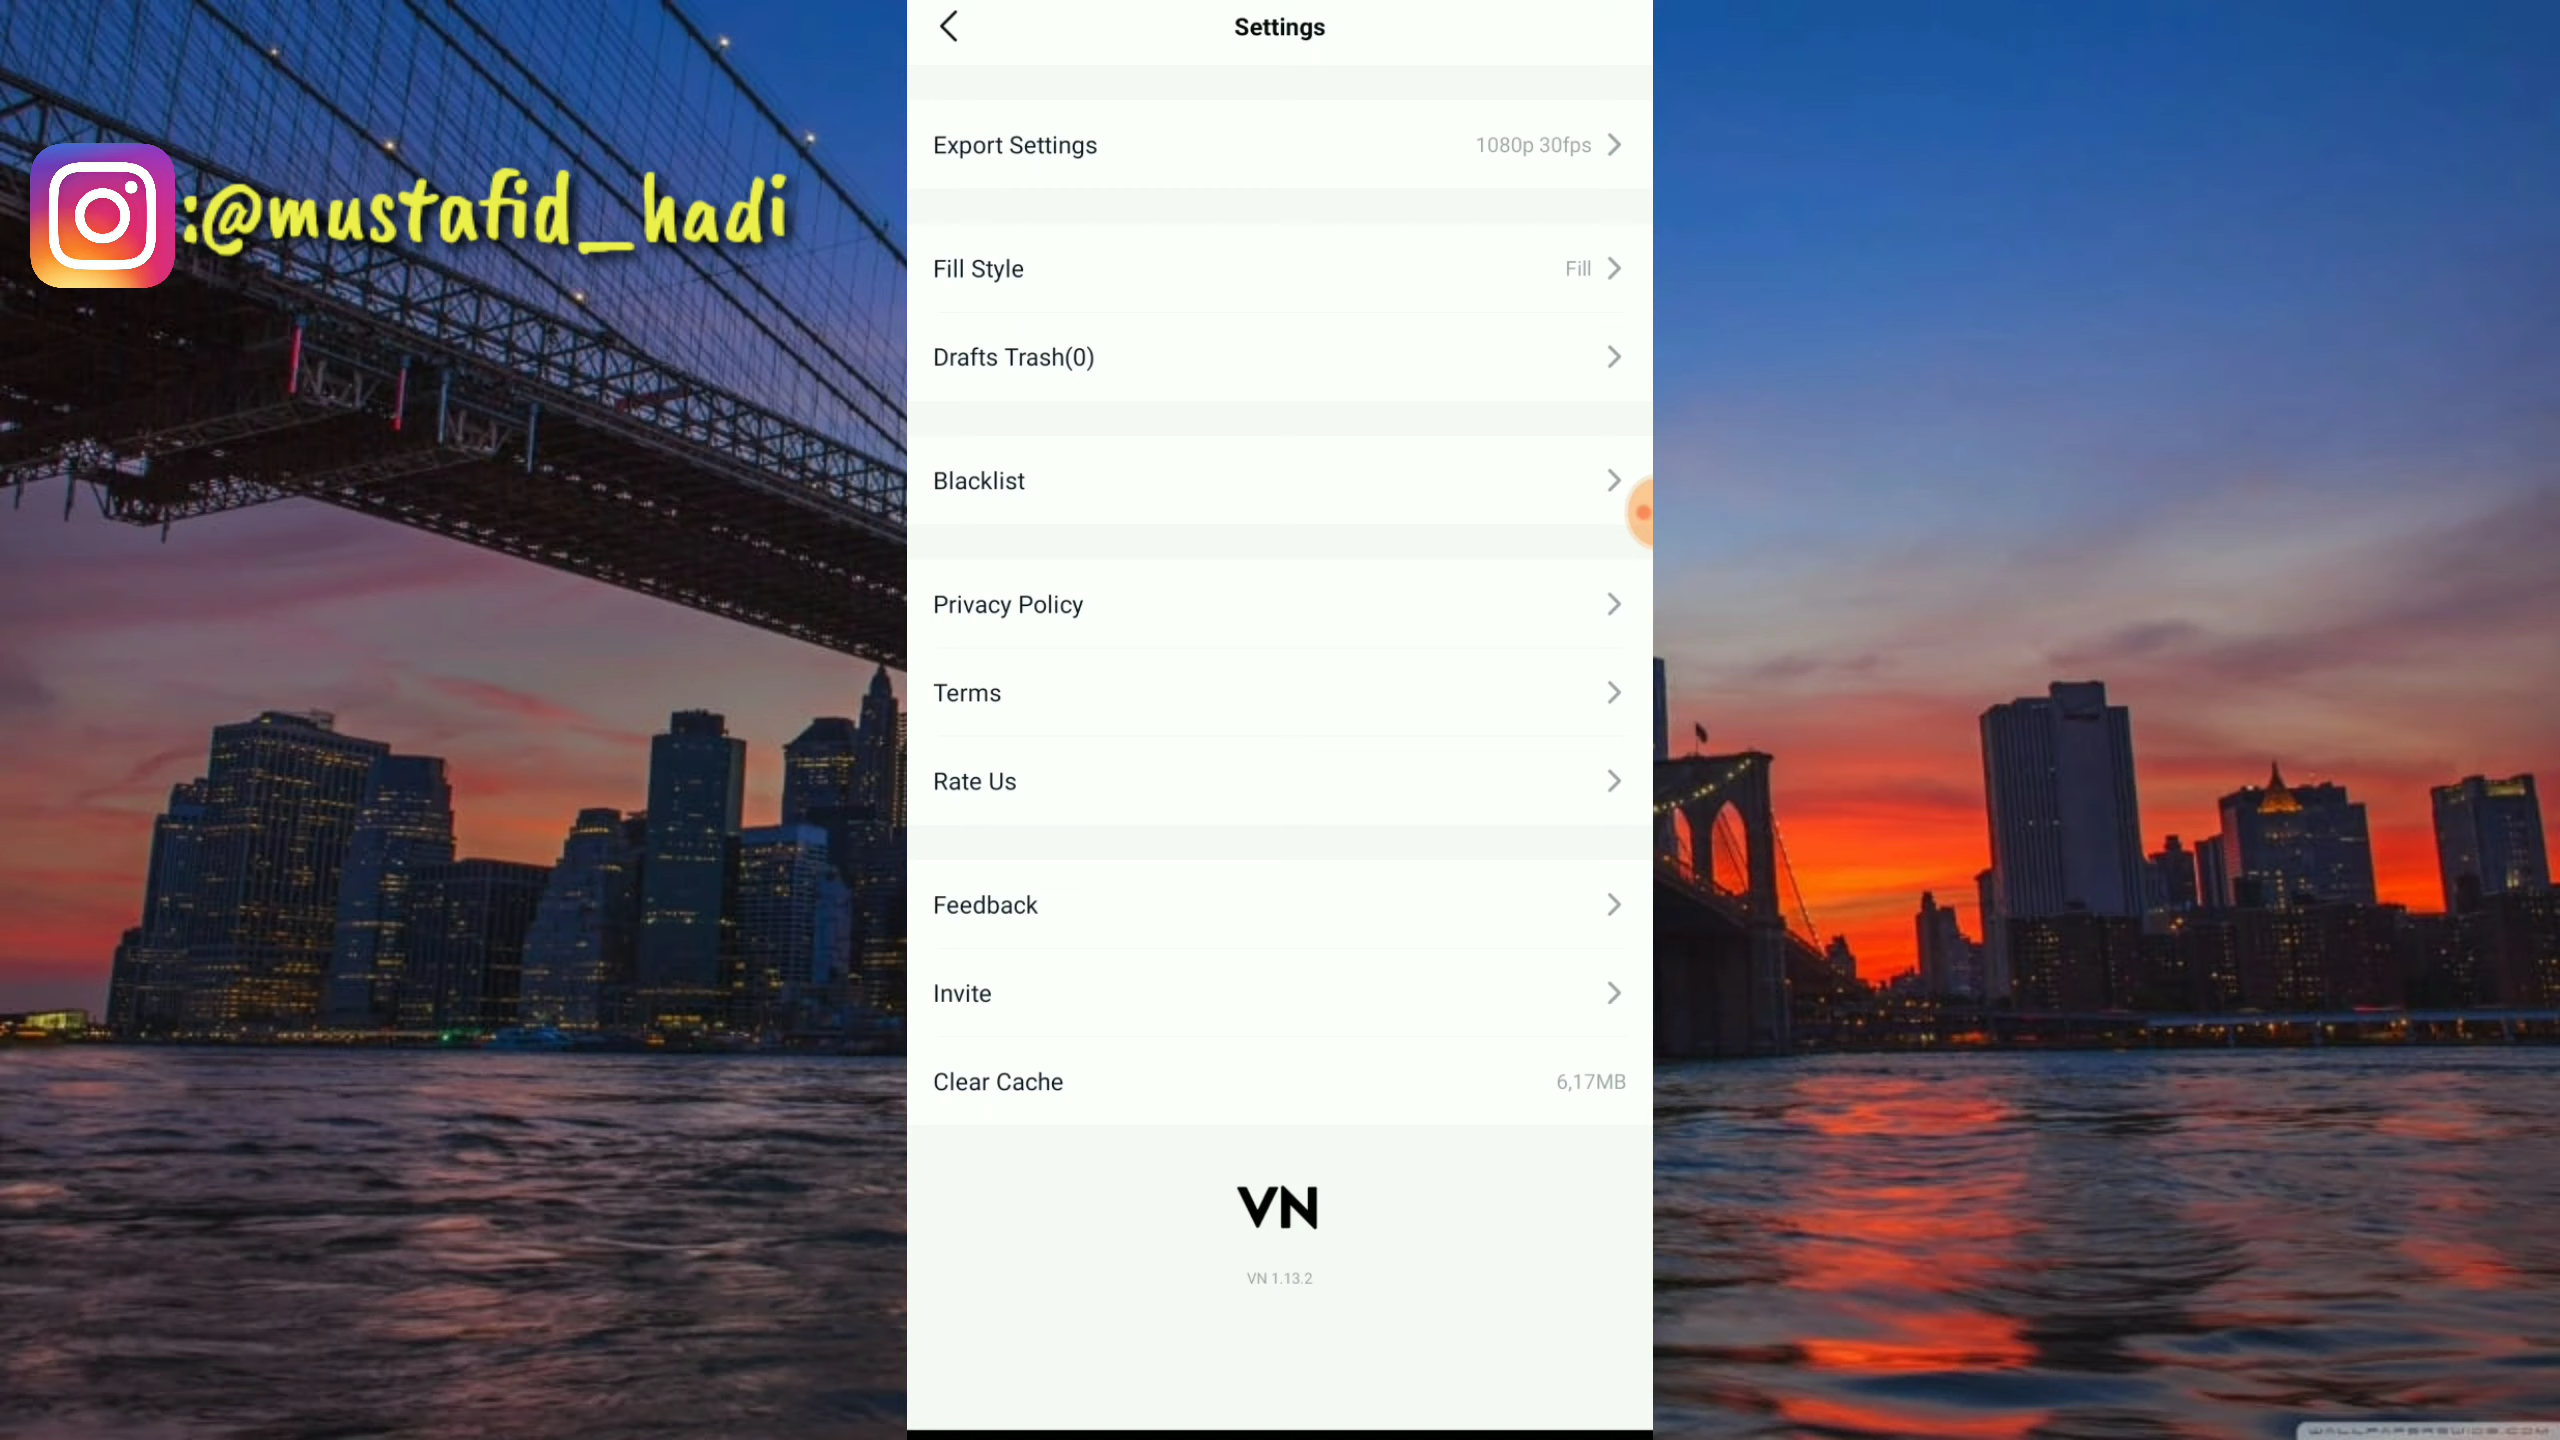 Settings
:@mustafid_hadi
Export Settings 1080p 30fps
Fill Style Fill
Drafts Trash(0)
Blacklist
Privacy Policy
Terms
Rate Us
Feedback
Invite
Clear Cache 6,17MB
VN
VN 1.13.2